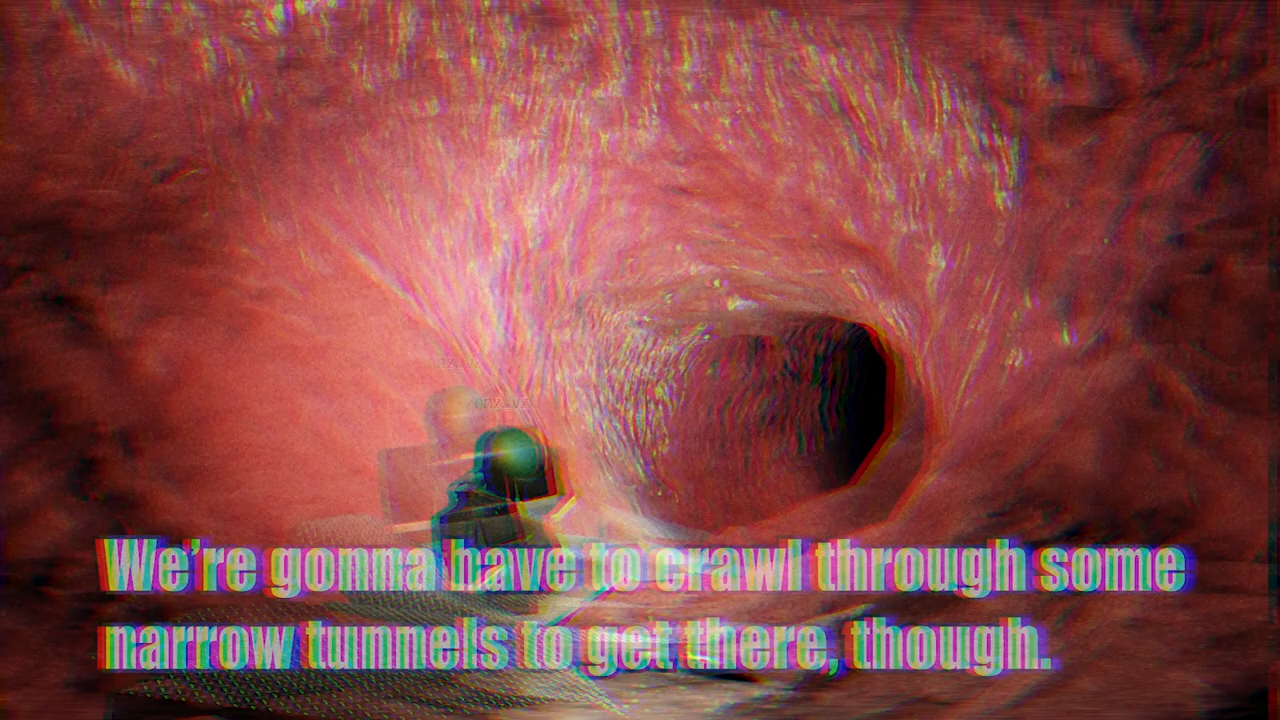 We’re gonna have to crawl through some
narrow tunnels to get there, though.